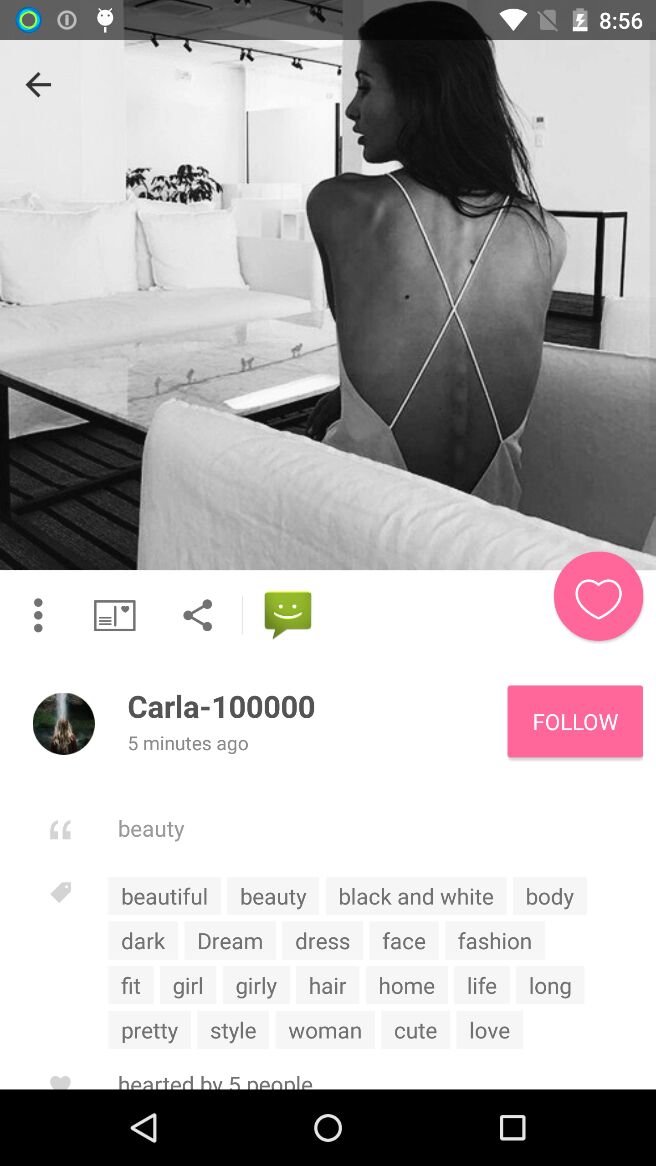 8:56
Carla-100000
FOLLOW
5 minutes ago
beauty
beautiful beauty black and white body
dark Dream dress face fashion
fit girl girly hair home life long
pretty style woman cute love
hearted by 5 people